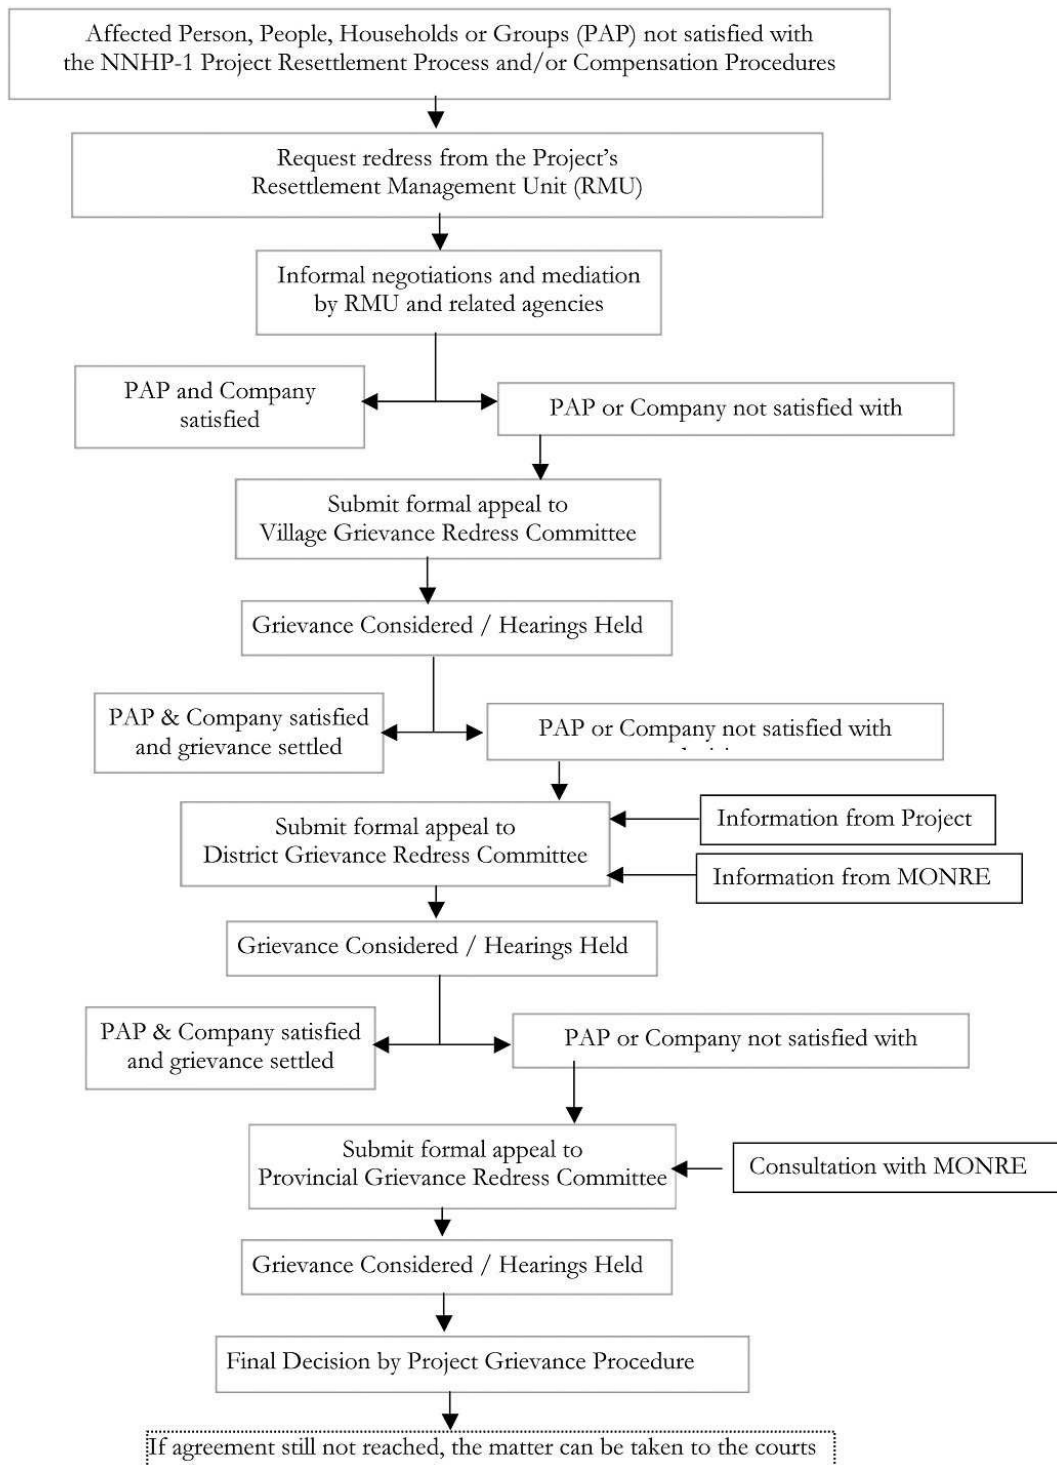 Affected Person, People, Households or Groups (PAP) not satisfied with
the NNHP-1 Project Resettlement Process and/or Compensation Procedures
Request redress from the Project’s
Resettlement Management Unit (RMU)
Informal negotiations and mediation
by RMU and related agencies
PAP and Company
satisfied
PAP or Company not satisfied with
Submit formal appeal to
Village Grievance Redress Committee
Grievance Considered / Hearings Held
PAP & Company satisfied
and grievance settled
PAP or Company not satisfied with
Submit formal appeal to
District Grievance Redress Committee
Information from Project
Information from MONRE
Grievance Considered / Hearings Held
PAP & Company satisfied
and grievance settled
PAP or Company not satisfied with
Submit formal appeal to
Provincial Grievance Redress Committee
Consultation with MONRE
Grievance Considered / Hearings Held
Final Decision by Project Grievance Procedure
If agreement still not reached, the matter can be taken to the courts